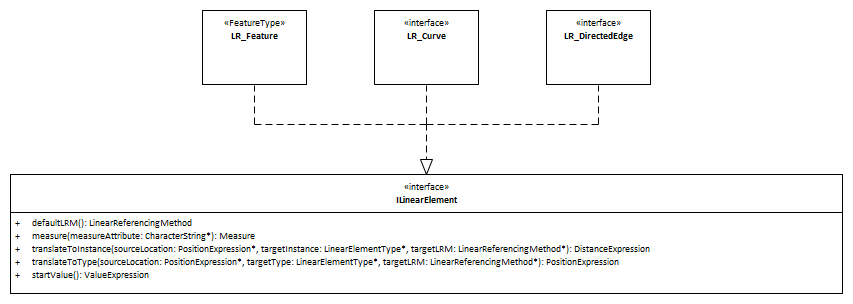 «FeatureType»
LR_Feature
«interface»
LR_Curve
«interface»
LR_DirectedEdge
«interface»
ILinearElement
+ defaultLRM(): LinearReferencingMethod
+ measure(measureAttribute: CharacterString*): Measure
+ translateToInstance(sourceLocation: PositionExpression*, targetInstance: LinearElementType*, targetLRM: LinearReferencingMethod*): DistanceExpression
+ translateToType(sourceLocation: PositionExpression*, targetType: LinearElementType*, targetLRM: LinearReferencingMethod*): PositionExpression
+ startValue(): ValueExpression